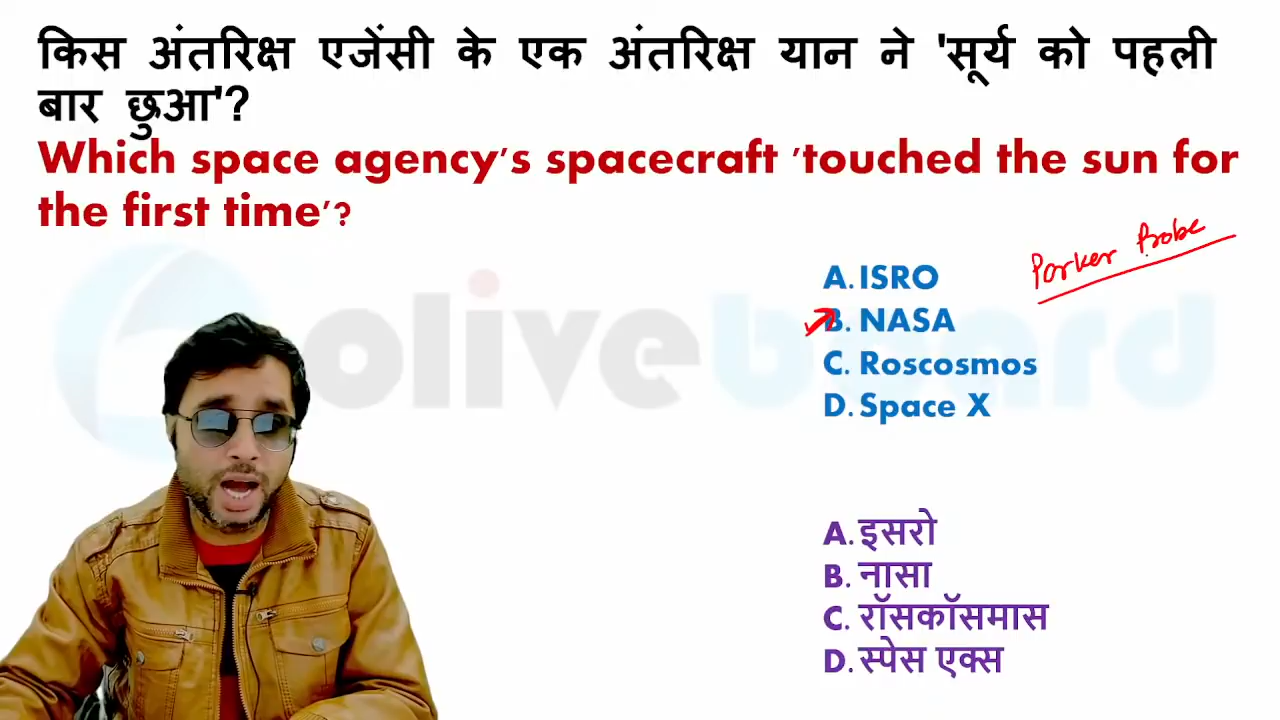 किस अंतरिक्ष एजेंसी के एक अंतरिक्ष यान ने 'सूर्य को पहली
बार छुआ'?
Which space agency's spacecraft 'touched the sun for
the first time'?
Parker Probe
A. ISRO
B. NASA
C. Roscosmos
D. Space X
oliveboard
A. इसरो
B. नासा
C. रॉसकॉसमास
D. स्पेस एक्स